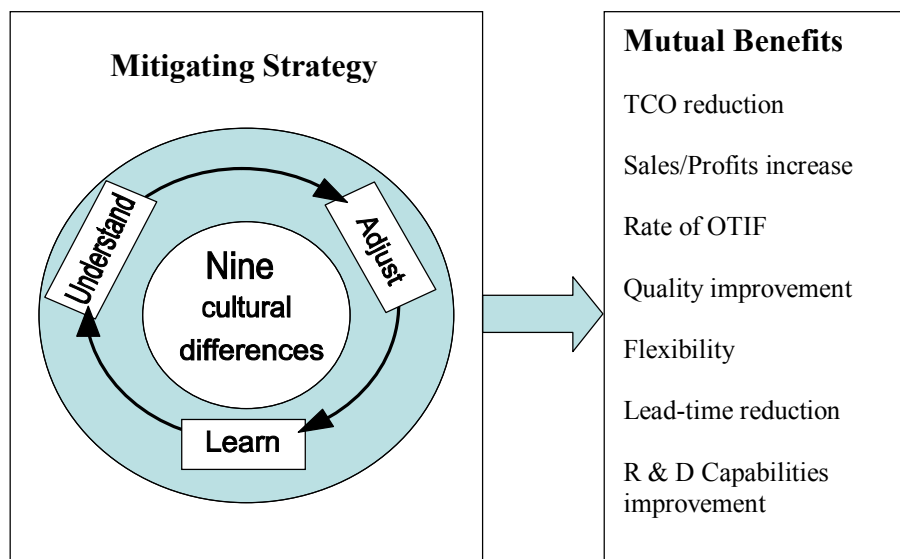 Mitigating Strategy
Understand
Adjust
Learn
Nine
cultural
differences
Mutual Benefits
TCO reduction
Sales/Profits increase
Rate of OTIF
Quality improvement
Flexibility
Lead-time reduction
R & D Capabilities
improvement